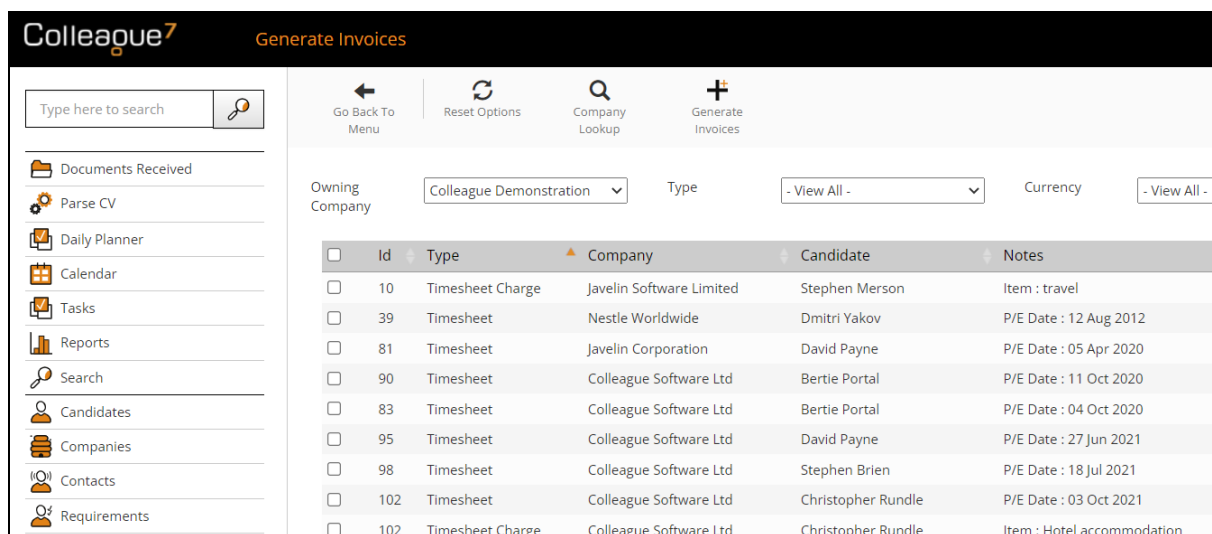 Colleague7
Generate Invoices
Type here to search
Go Back To
Menu
Reset Options
Company
Lookup
Generate
Invoices
Documents Received
Parse CV
Daily Planner
Calendar
Tasks
Reports
Search
Candidates
Companies
Contacts
Requirements
Owning
Company
Colleague Demonstration
Type
- View All -
Currency
- View All -
Id Type Company Candidate Notes
10 Timesheet Charge Javelin Software Limited Stephen Merson Item : travel
39 Timesheet Nestle Worldwide Dmitri Yakov P/E Date : 12 Aug 2012
81 Timesheet Javelin Corporation David Payne P/E Date : 05 Apr 2020
90 Timesheet Colleague Software Ltd Bertie Portal P/E Date : 11 Oct 2020
83 Timesheet Colleague Software Ltd Bertie Portal P/E Date : 04 Oct 2020
95 Timesheet Colleague Software Ltd David Payne P/E Date : 27 Jun 2021
98 Timesheet Colleague Software Ltd Stephen Brien P/E Date : 18 Jul 2021
102 Timesheet Colleague Software Ltd Christopher Rundle P/E Date : 03 Oct 2021
102 Timesheet Charge Colleague Software Ltd Christopher Rundle Item : Hotel accommodation